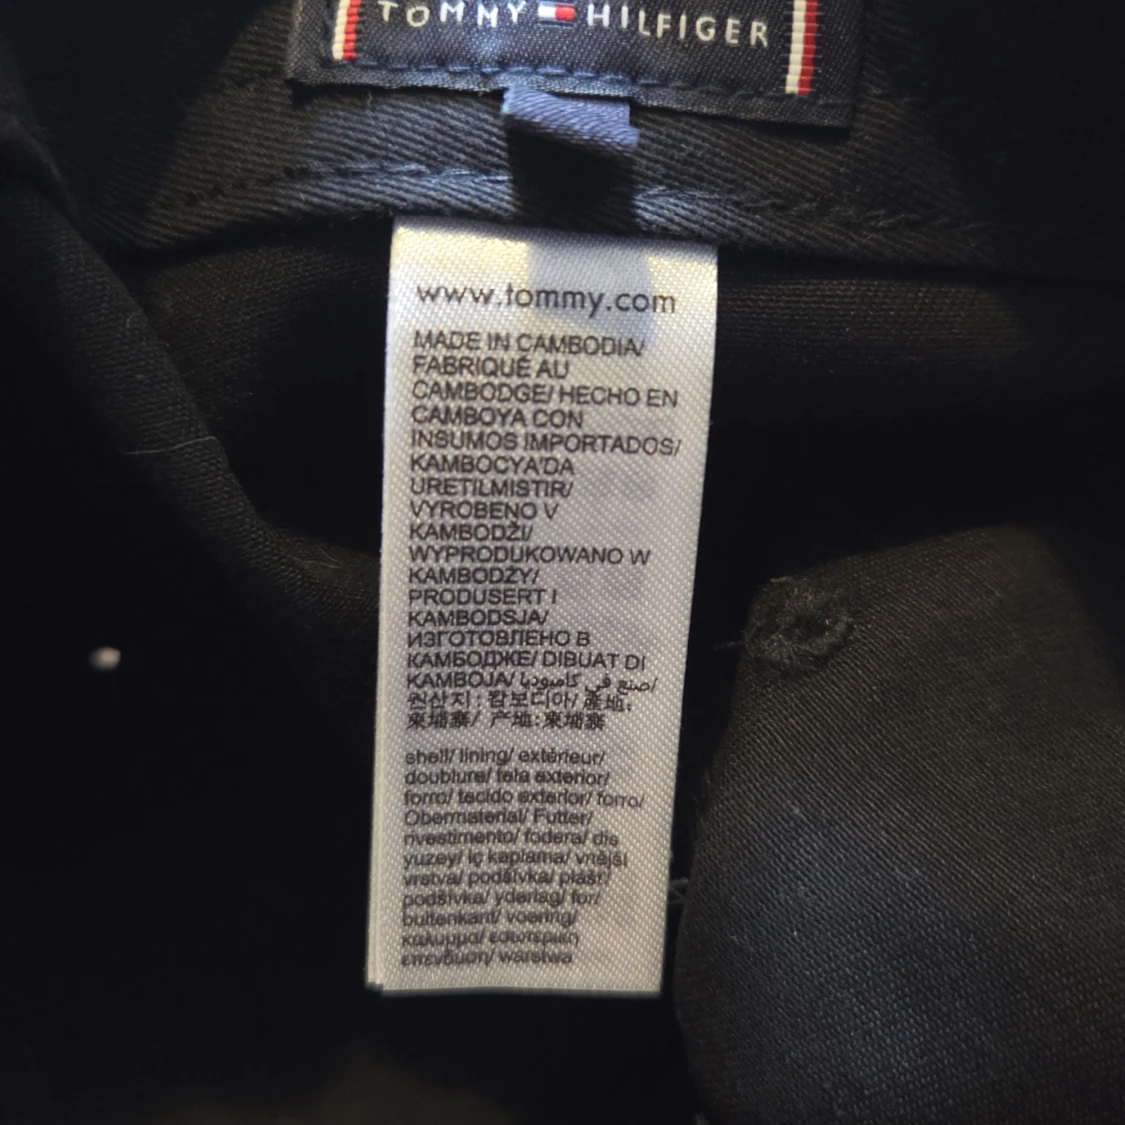 TOMMY HILFIGER
www.tommy.com
MADE IN CAMBODIA/
FABRIQUÉ AU
CAMBODGE/ HECHO EN
CAMBOYA CON
INSUMOS IMPORTADOS/
KAMBOCYA'DA
URETILMISTIR/
VYROBENO V
KAMBODŽI/
WYPRODUKOWANO W
KAMBODŻY/
PRODUSERT I
KAMBODSJA/
ИЗГОТОВЛЕНО В
КАМБОДЖЕ/ DIBUAT DI
KAMBOJA/ صنع في كامبوديا/
원산지: 캄보디아/ 產地:
柬埔寨/ 产地:柬埔寨
shell/ lining/ extérieur/
doublure/ tela exterior/
forro/ tecido exterior/ forro/
Obermaterial/ Futter/
rivestimento/ fodera/ dis
yuzey/ iç kaplama/ vnější
vrstva/ podšívka/ plášť/
podšívka/ yderlag/ for/
buitenkant/ voering/
καλυμμα/ εσωτερικη
επενδυση/ warstwa